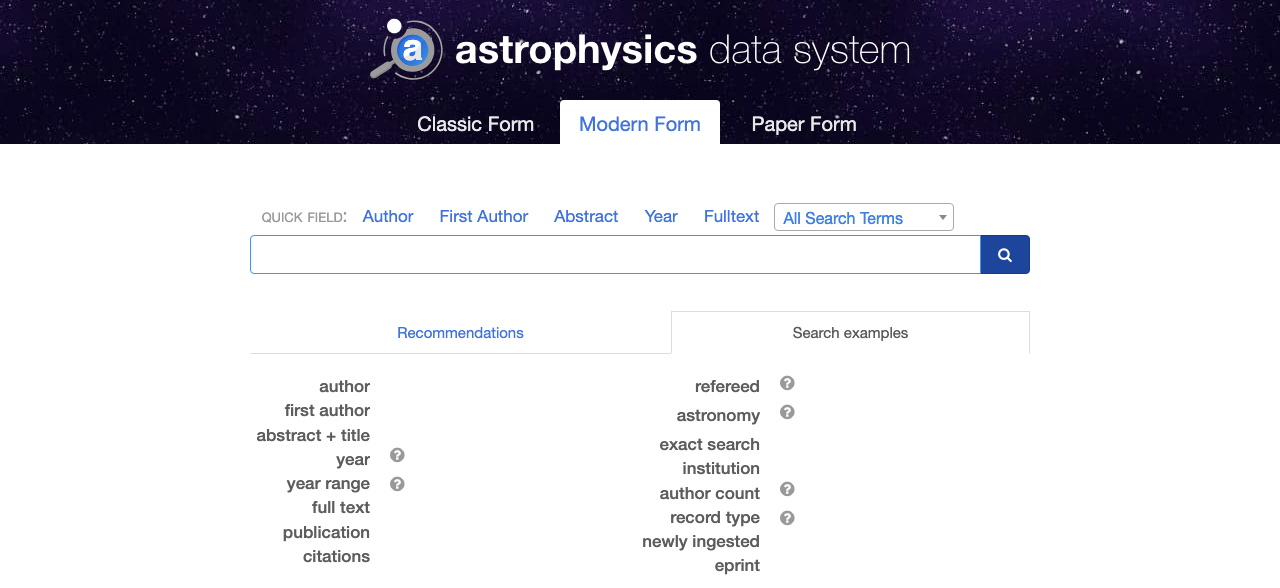 a astrophysics data system
Classic Form Modern Form Paper Form
QUICK FIELD: Author First Author Abstract Year Fulltext All Search Terms
Recommendations Search examples
author
first author
abstract + title
year ?
year range ?
full text
publication
citations
refereed ?
astronomy ?
exact search
institution
author count ?
record type ?
newly ingested
eprint